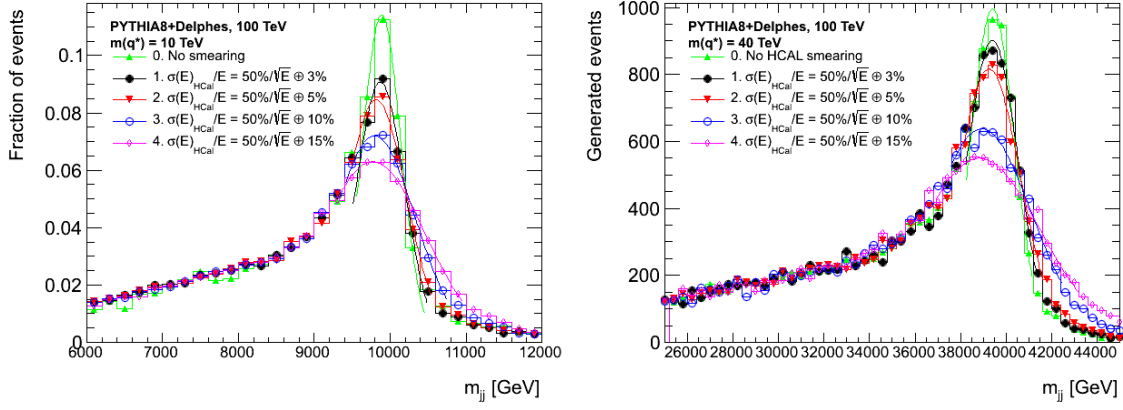 PYTHIA8+Delphes, 100 TeV
m(q*) = 10 TeV
0. No smearing
1. σ(E)HCal/E = 50%/√E ⊕ 3%
2. σ(E)HCal/E = 50%/√E ⊕ 5%
3. σ(E)HCal/E = 50%/√E ⊕ 10%
4. σ(E)HCal/E = 50%/√E ⊕ 15%
Fraction of events
0.1
0.08
0.06
0.04
0.02
0
6000 7000 8000 9000 10000 11000 12000
mjj [GeV]
PYTHIA8+Delphes, 100 TeV
m(q*) = 40 TeV
0. No HCAL smearing
1. σ(E)HCal/E = 50%/√E ⊕ 3%
2. σ(E)HCal/E = 50%/√E ⊕ 5%
3. σ(E)HCal/E = 50%/√E ⊕ 10%
4. σ(E)HCal/E = 50%/√E ⊕ 15%
Generated events
1000
800
600
400
200
0
26000 28000 30000 32000 34000 36000 38000 40000 42000 44000
mjj [GeV]